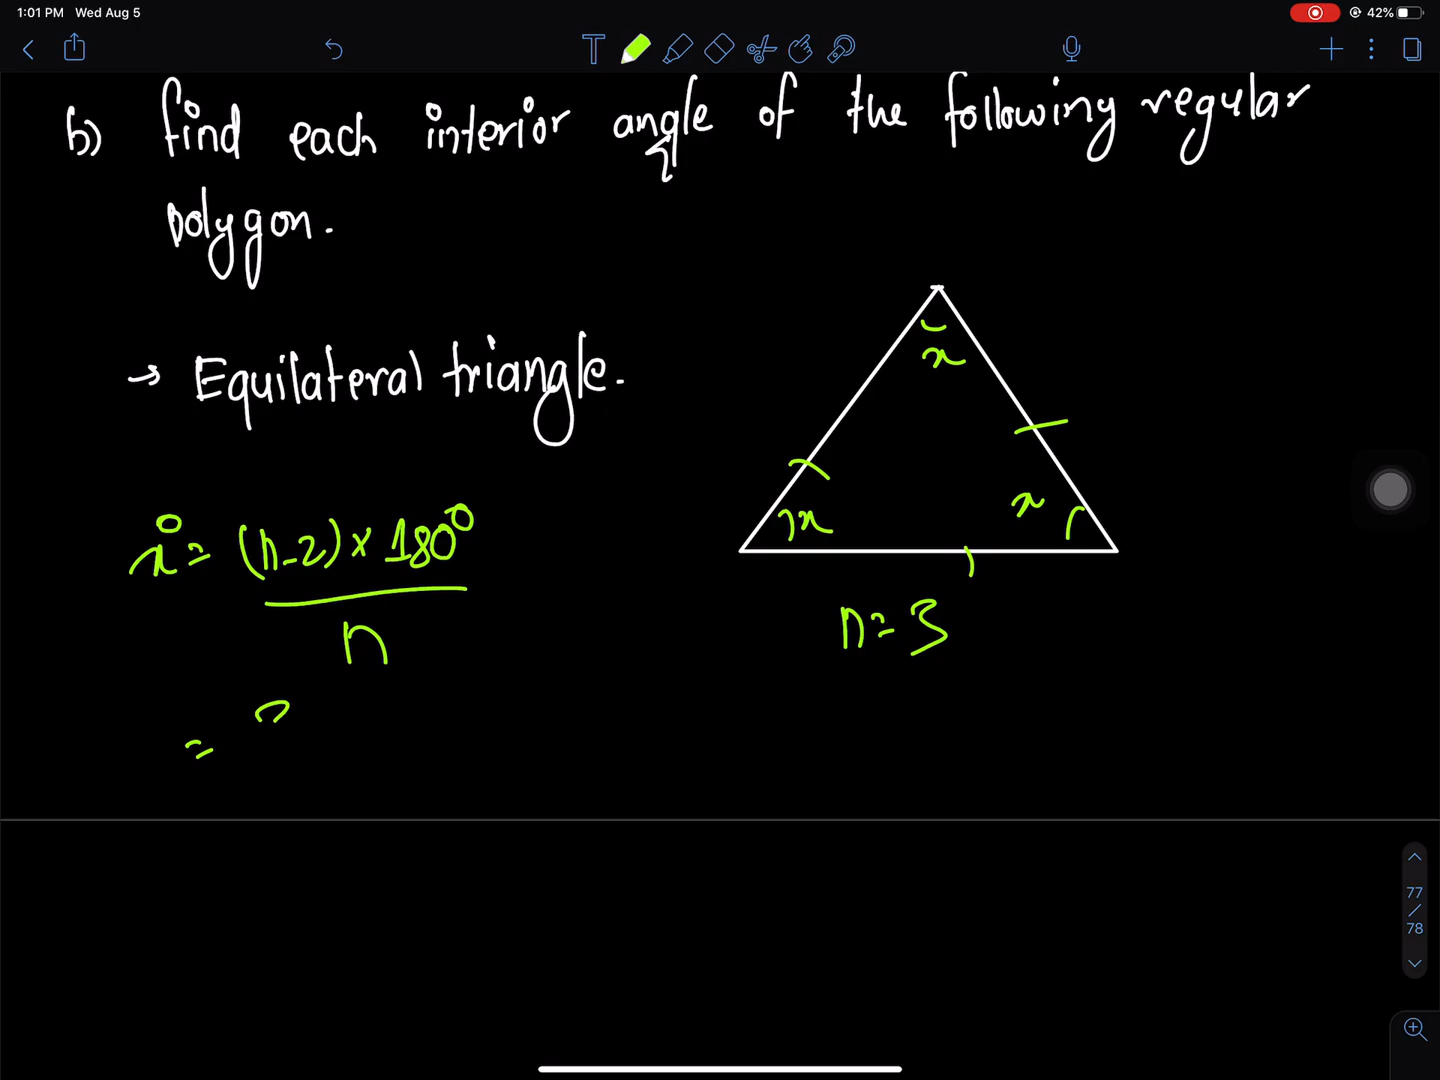 1:01 PM Wed Aug 5
42%
b) find each interior angle of the following regular
polygon.
→ Equilateral triangle.
x
x
x
x° = (n-2) × 180°
n
n = 3
=
77
/
78